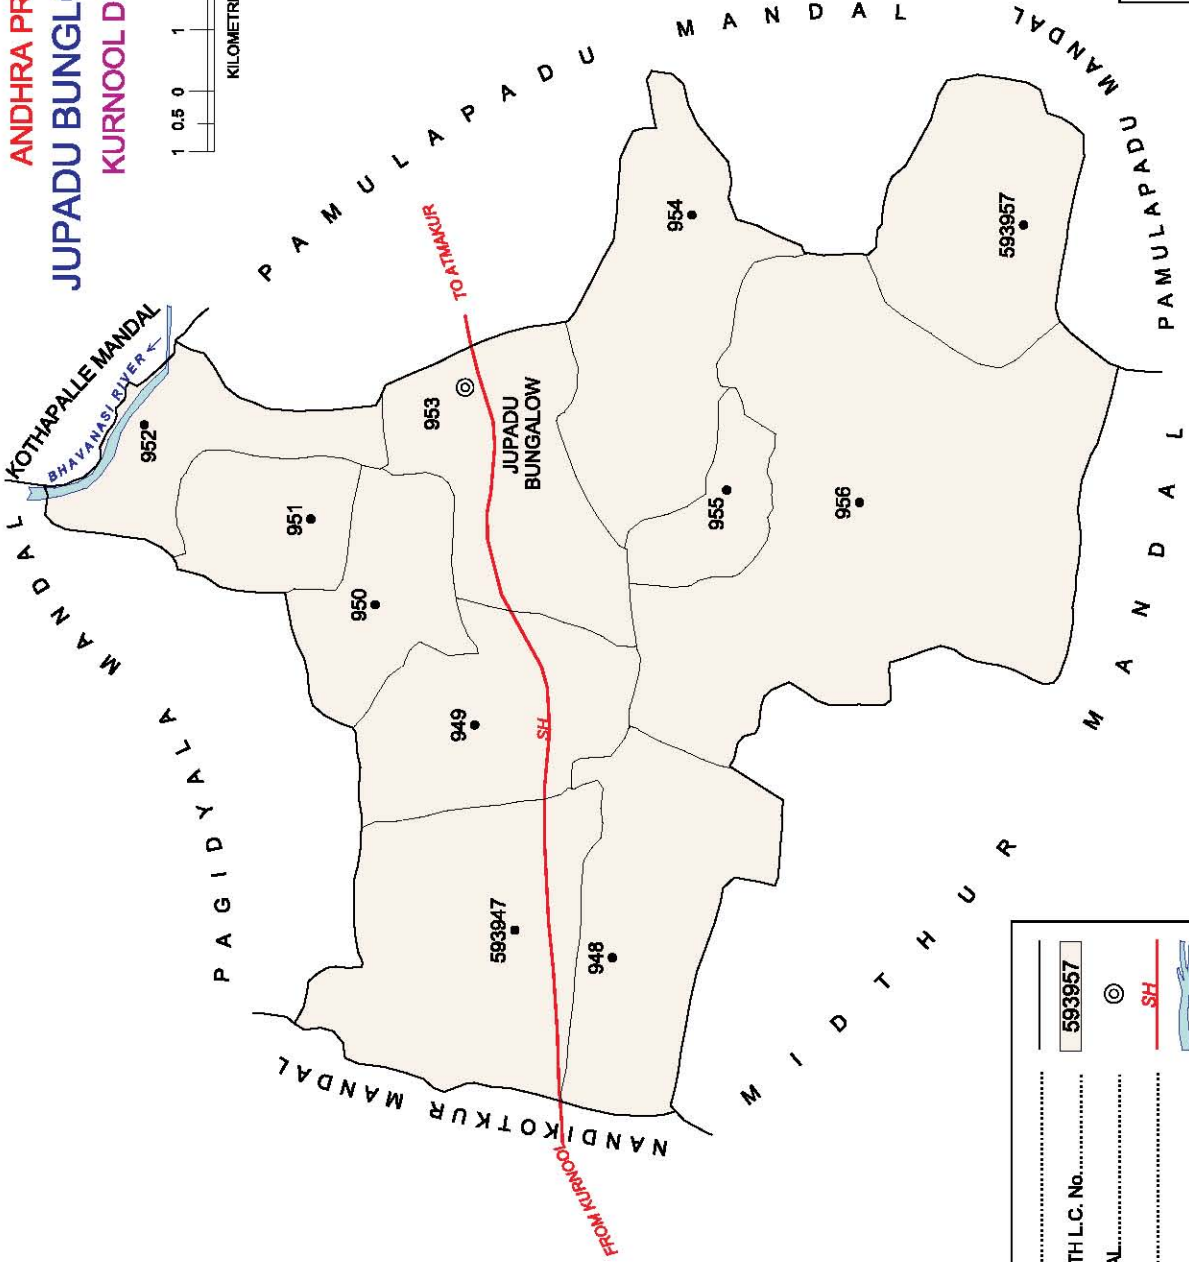 ANDHRA PR
JUPADU BUNGL
KURNOOL D
1 0.5 0 1
KILOMETRE
KOTHAPALLE MANDAL
BHAVANASI RIVER
PAMULAPADU MANDAL
PAMULAPADU MANDAL
PAGIDYALA MANDAL
NANDIKOTKUR MANDAL
MIDTHUR MANDAL
TO ATMAKUR
FROM KURNOOL
SH
952
951
950
953
JUPADU
BUNGALOW
949
593947
948
954
955
956
593957
593957
TH L.C. No.
AL
SH